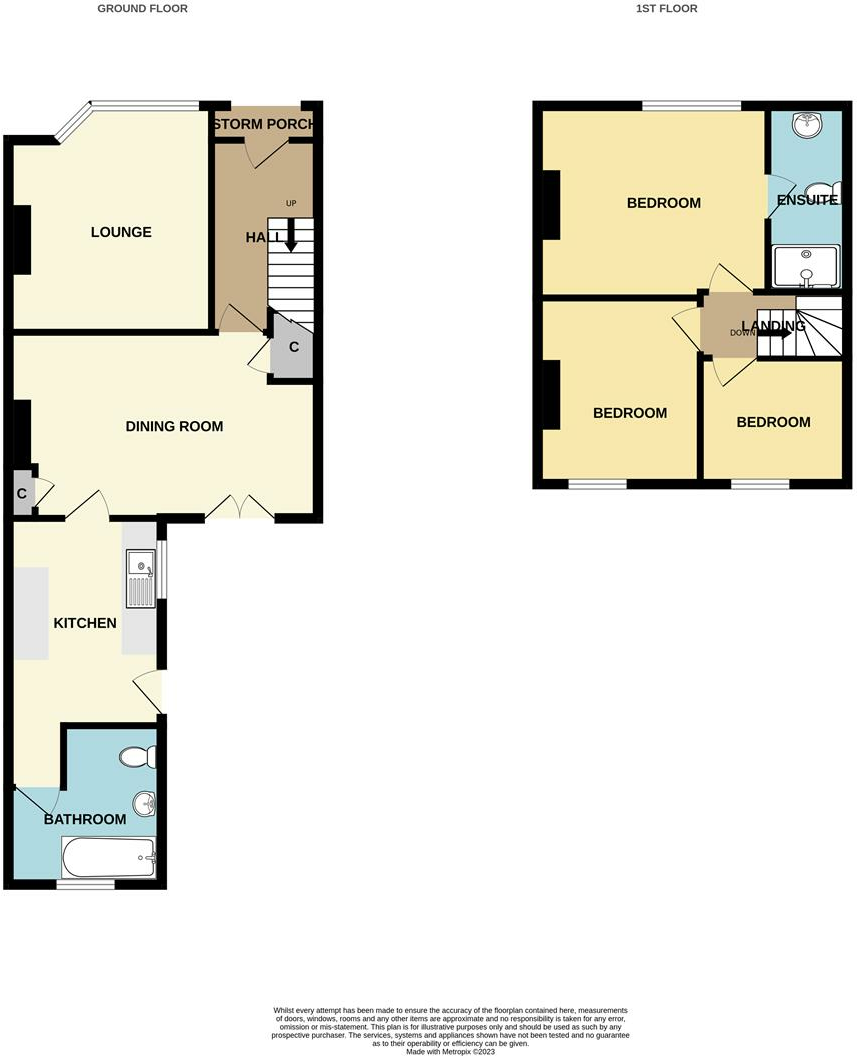 GROUND FLOOR
1ST FLOOR
STORM PORCH
UP
LOUNGE
HALL
C
DINING ROOM
C
KITCHEN
BATHROOM
BEDROOM
ENSUITE
LANDING
DOWN
BEDROOM
BEDROOM
Whilst every attempt has been made to ensure the accuracy of the floorplan contained here, measurements
of doors, windows, rooms and any other items are approximate and no responsibility is taken for any error,
omission or mis-statement. This plan is for illustrative purposes only and should be used as such by any
prospective purchaser. The services, systems and appliances shown have not been tested and no guarantee
as to their operability or efficiency can be given.
Made with Metropix ©2023